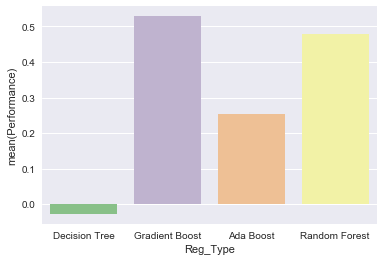 mean(Performance)
0.5
0.4
0.3
0.2
0.1
0.0
Decision Tree Gradient Boost Ada Boost Random Forest
Reg_Type